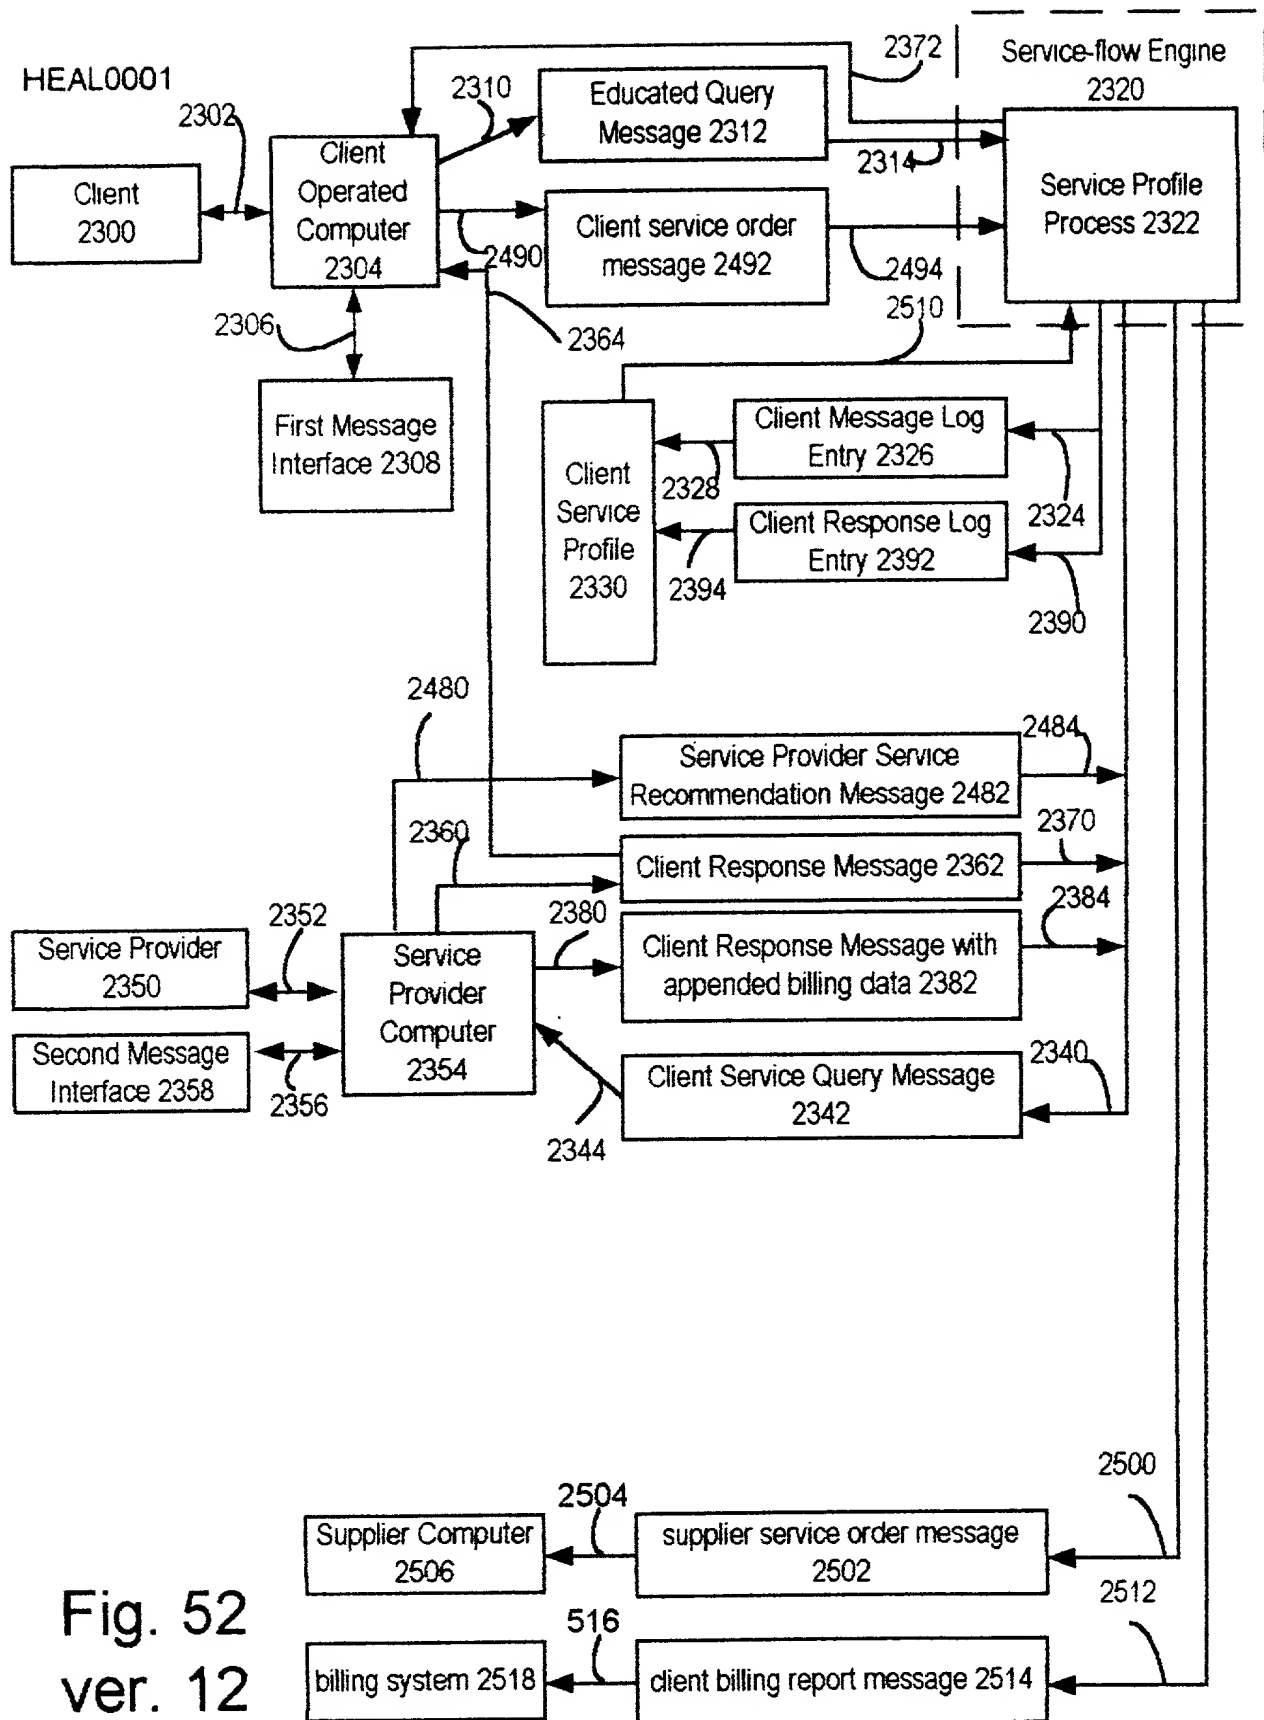 HEAL0001
2372
Service-flow Engine
2320
2302
2310
Educated Query
Message 2312
2314
Client
2300
Client
Operated
Computer
2304
Service Profile
Process 2322
2490
Client service order
message 2492
2494
2306
2364
2510
First Message
Interface 2308
Client
Service
Profile
2330
Client Message Log
Entry 2326
2328
2324
Client Response Log
Entry 2392
2394
2390
2480
Service Provider Service
Recommendation Message 2482
2484
2360
Client Response Message 2362
2370
2352
2380
Client Response Message with
appended billing data 2382
2384
Service Provider
2350
Service
Provider
Computer
2354
Second Message
Interface 2358
2356
2344
Client Service Query Message
2342
2340
2500
2504
Supplier Computer
2506
supplier service order message
2502
2512
516
billing system 2518
client billing report message 2514
Fig. 52
ver. 12